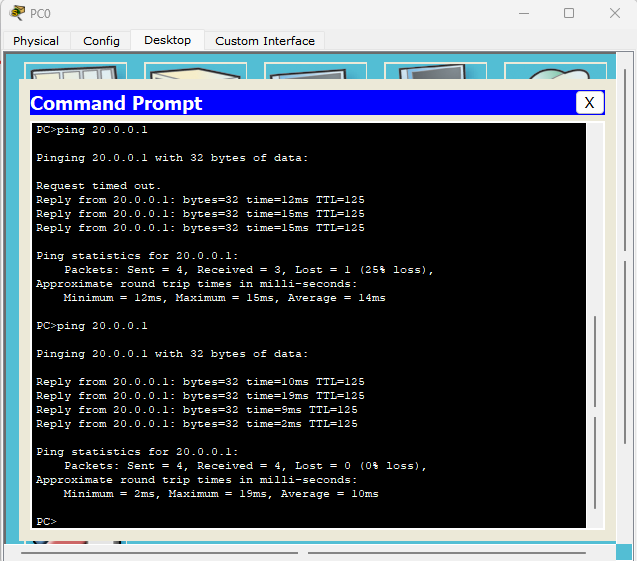 PC0
Physical Config Desktop Custom Interface
Command Prompt X
PC>ping 20.0.0.1
Pinging 20.0.0.1 with 32 bytes of data:
Request timed out.
Reply from 20.0.0.1: bytes=32 time=12ms TTL=125
Reply from 20.0.0.1: bytes=32 time=15ms TTL=125
Reply from 20.0.0.1: bytes=32 time=15ms TTL=125
Ping statistics for 20.0.0.1:
Packets: Sent = 4, Received = 3, Lost = 1 (25% loss),
Approximate round trip times in milli-seconds:
Minimum = 12ms, Maximum = 15ms, Average = 14ms
PC>ping 20.0.0.1
Pinging 20.0.0.1 with 32 bytes of data:
Reply from 20.0.0.1: bytes=32 time=10ms TTL=125
Reply from 20.0.0.1: bytes=32 time=19ms TTL=125
Reply from 20.0.0.1: bytes=32 time=9ms TTL=125
Reply from 20.0.0.1: bytes=32 time=2ms TTL=125
Ping statistics for 20.0.0.1:
Packets: Sent = 4, Received = 4, Lost = 0 (0% loss),
Approximate round trip times in milli-seconds:
Minimum = 2ms, Maximum = 19ms, Average = 10ms
PC>